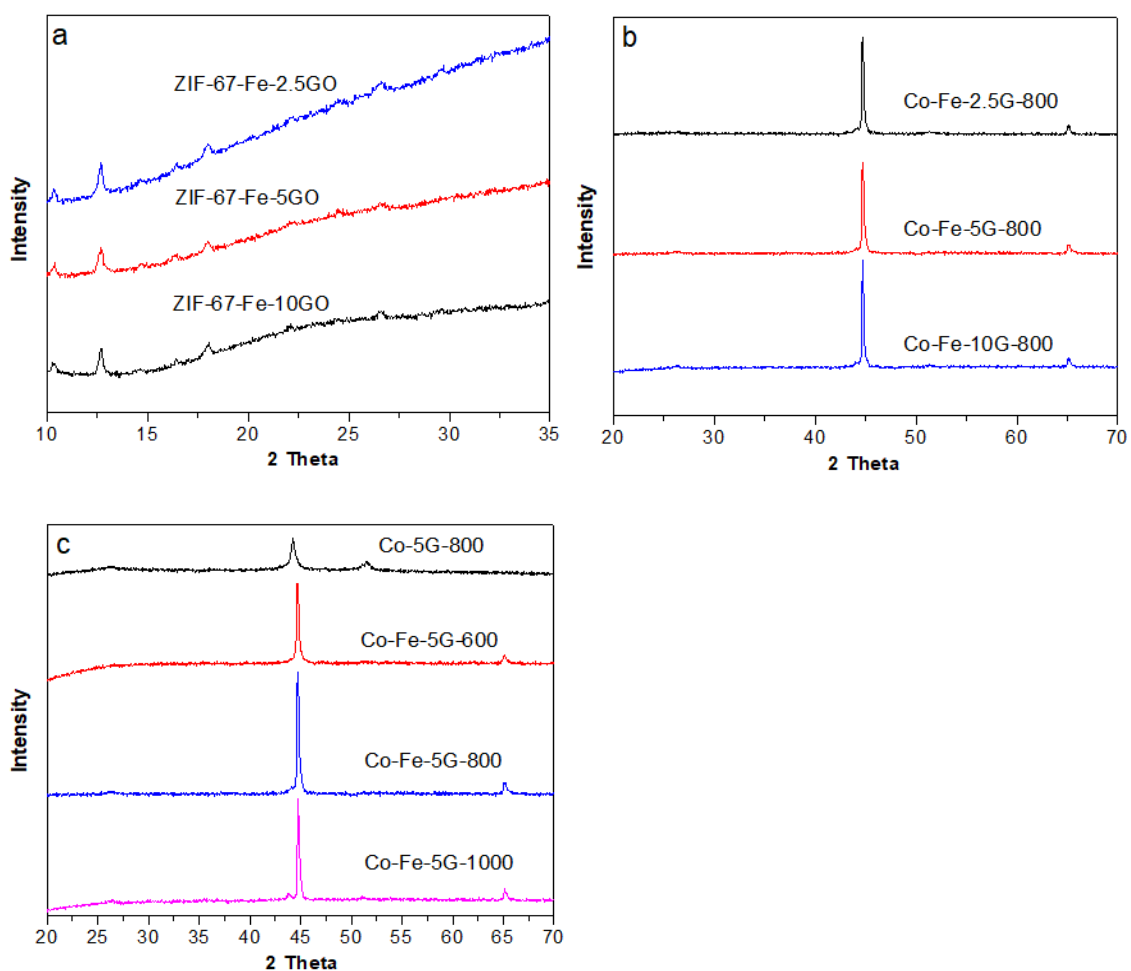 a
ZIF-67-Fe-2.5GO
ZIF-67-Fe-5GO
ZIF-67-Fe-10GO
Intensity
10 15 20 25 30 35
2 Theta
b
Co-Fe-2.5G-800
Co-Fe-5G-800
Co-Fe-10G-800
Intensity
20 30 40 50 60 70
2 Theta
c
Co-5G-800
Co-Fe-5G-600
Co-Fe-5G-800
Co-Fe-5G-1000
Intensity
20 25 30 35 40 45 50 55 60 65 70
2 Theta